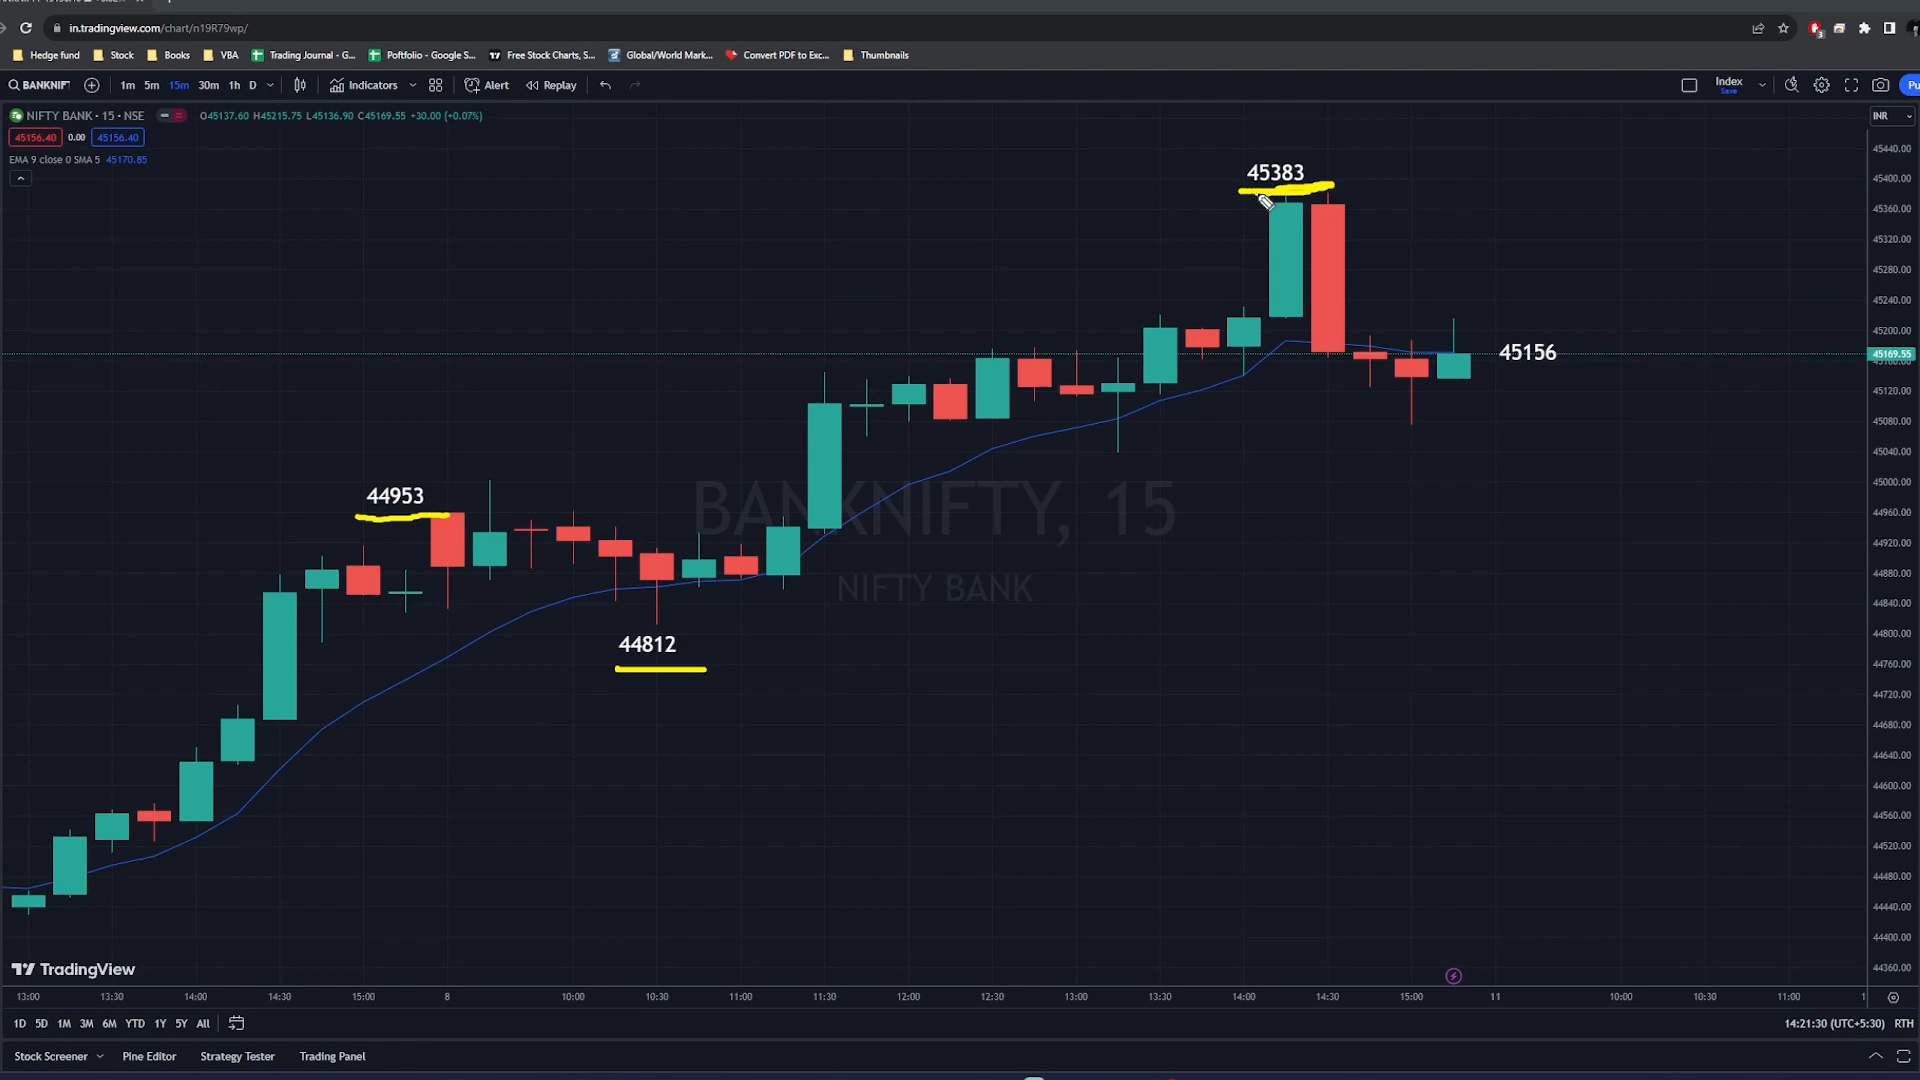 in.tradingview.com/chart/n19R79wp/
3
Hedge fund Stock Books VBA Trading Journal - G... Potfolio - Google S... Free Stock Charts, S... Global/World Mark... Convert PDF to Exc... Thumbnails
BANKNIFT 1m 5m 15m 30m 1h D Indicators Alert Replay Index Save Pu
NIFTY BANK · 15 · NSE O45137.60 H45215.75 L45136.90 C45169.55 +30.00 (+0.07%) INR
45156.40 0.00 45156.40
EMA 9 close 0 SMA 5 45170.85
45440.00
45383
45400.00
45360.00
45320.00
45280.00
45240.00
45200.00
45156
45169.55
45120.00
45080.00
45040.00
45000.00
44953
44960.00
BANKNIFTY, 15
44920.00
44880.00
NIFTY BANK
44840.00
44812
44800.00
44760.00
44720.00
44680.00
44640.00
44600.00
44560.00
44520.00
44480.00
44440.00
44400.00
44360.00
TradingView
13:00 13:30 14:00 14:30 15:00 8 10:00 10:30 11:00 11:30 12:00 12:30 13:00 13:30 14:00 14:30 15:00 11 10:00 10:30 11:00 1
1D 5D 1M 3M 6M YTD 1Y 5Y All 14:21:30 (UTC+5:30) RTH
Stock Screener Pine Editor Strategy Tester Trading Panel